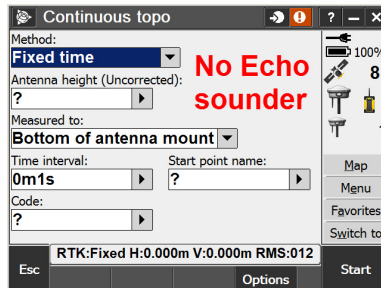 Continuous topo
? – X
Method:
Fixed time
100%
No Echo
sounder
Antenna height (Uncorrected):
?
8
Measured to:
Bottom of antenna mount
Time interval:
Start point name:
0m1s
?
Map
Code:
?
Menu
Favorites
Switch to
RTK:Fixed H:0.000m V:0.000m RMS:012
Esc
Options
Start